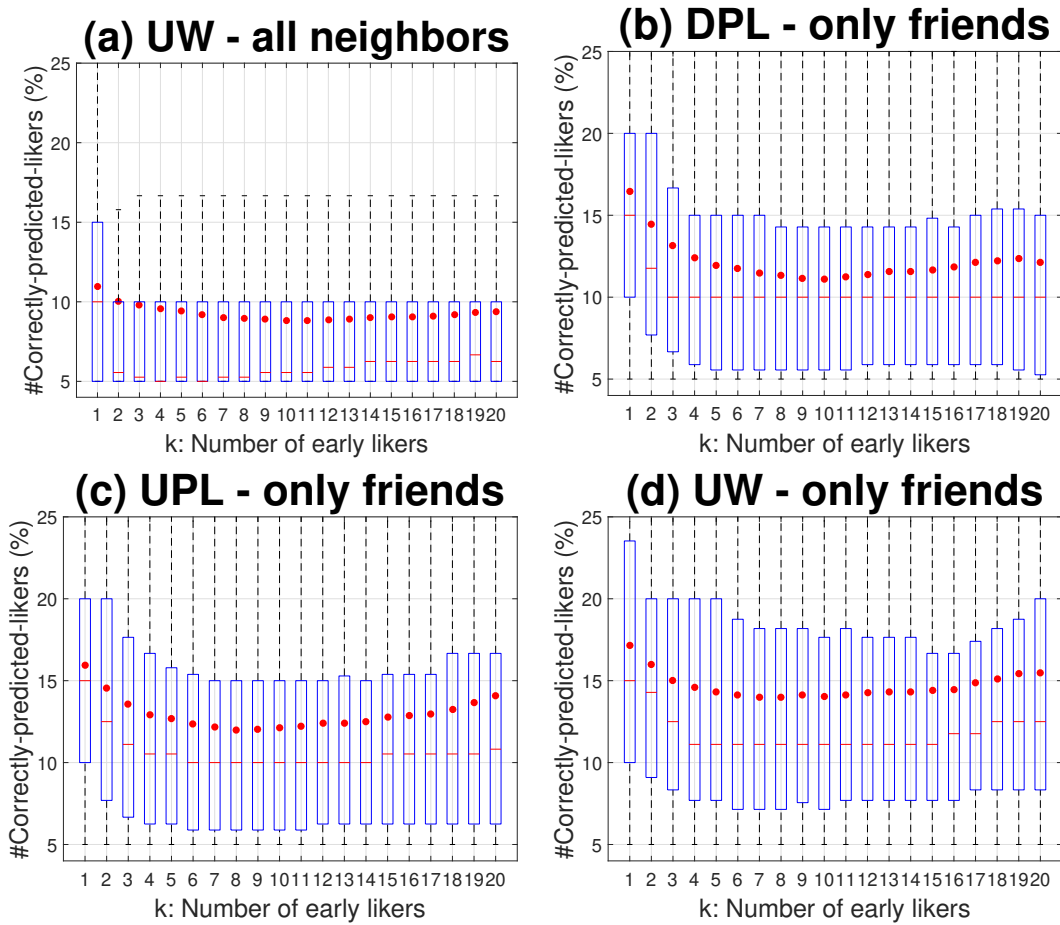 (a) UW - all neighbors
#Correctly-predicted-likers (%)
25
20
15
10
5
1 2 3 4 5 6 7 8 9 10 11 12 13 14 15 16 17 18 19 20
k: Number of early likers
(b) DPL - only friends
#Correctly-predicted-likers (%)
25
20
15
10
5
1 2 3 4 5 6 7 8 9 10 11 12 13 14 15 16 17 18 19 20
k: Number of early likers
(c) UPL - only friends
#Correctly-predicted-likers (%)
25
20
15
10
5
1 2 3 4 5 6 7 8 9 10 11 12 13 14 15 16 17 18 19 20
k: Number of early likers
(d) UW - only friends
#Correctly-predicted-likers (%)
25
20
15
10
5
1 2 3 4 5 6 7 8 9 10 11 12 13 14 15 16 17 18 19 20
k: Number of early likers